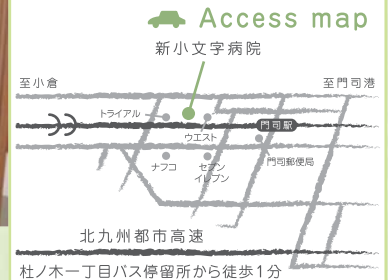 Access map
新小文字病院
至小倉
至門司港
トライアル
ウエスト
門司駅
ナフコ
セブン
イレブン
門司郵便局
北九州都市高速
杜ノ木一丁目バス停留所から徒歩1分